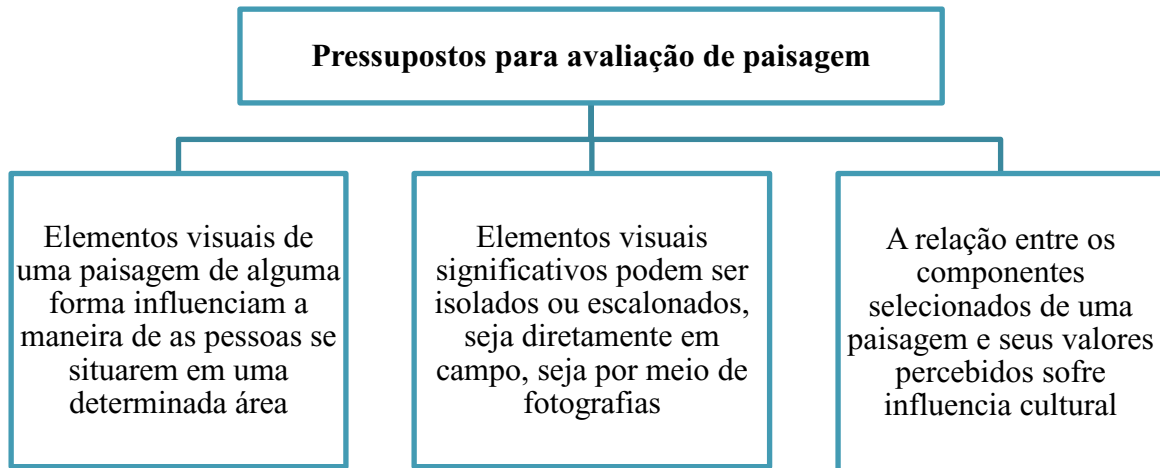 Pressupostos para avaliação de paisagem
Elementos visuais de
uma paisagem de alguma
forma influenciam a
maneira de as pessoas se
situarem em uma
determinada área
Elementos visuais
significativos podem ser
isolados ou escalonados,
seja diretamente em
campo, seja por meio de
fotografias
A relação entre os
componentes
selecionados de uma
paisagem e seus valores
percebidos sofre
influencia cultural